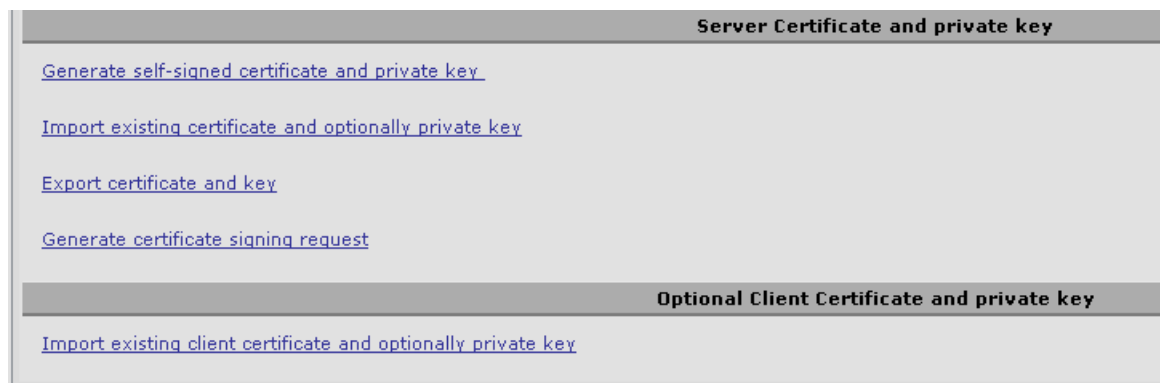 Server Certificate and private key
Generate self-signed certificate and private key
Import existing certificate and optionally private key
Export certificate and key
Generate certificate signing request
Optional Client Certificate and private key
Import existing client certificate and optionally private key